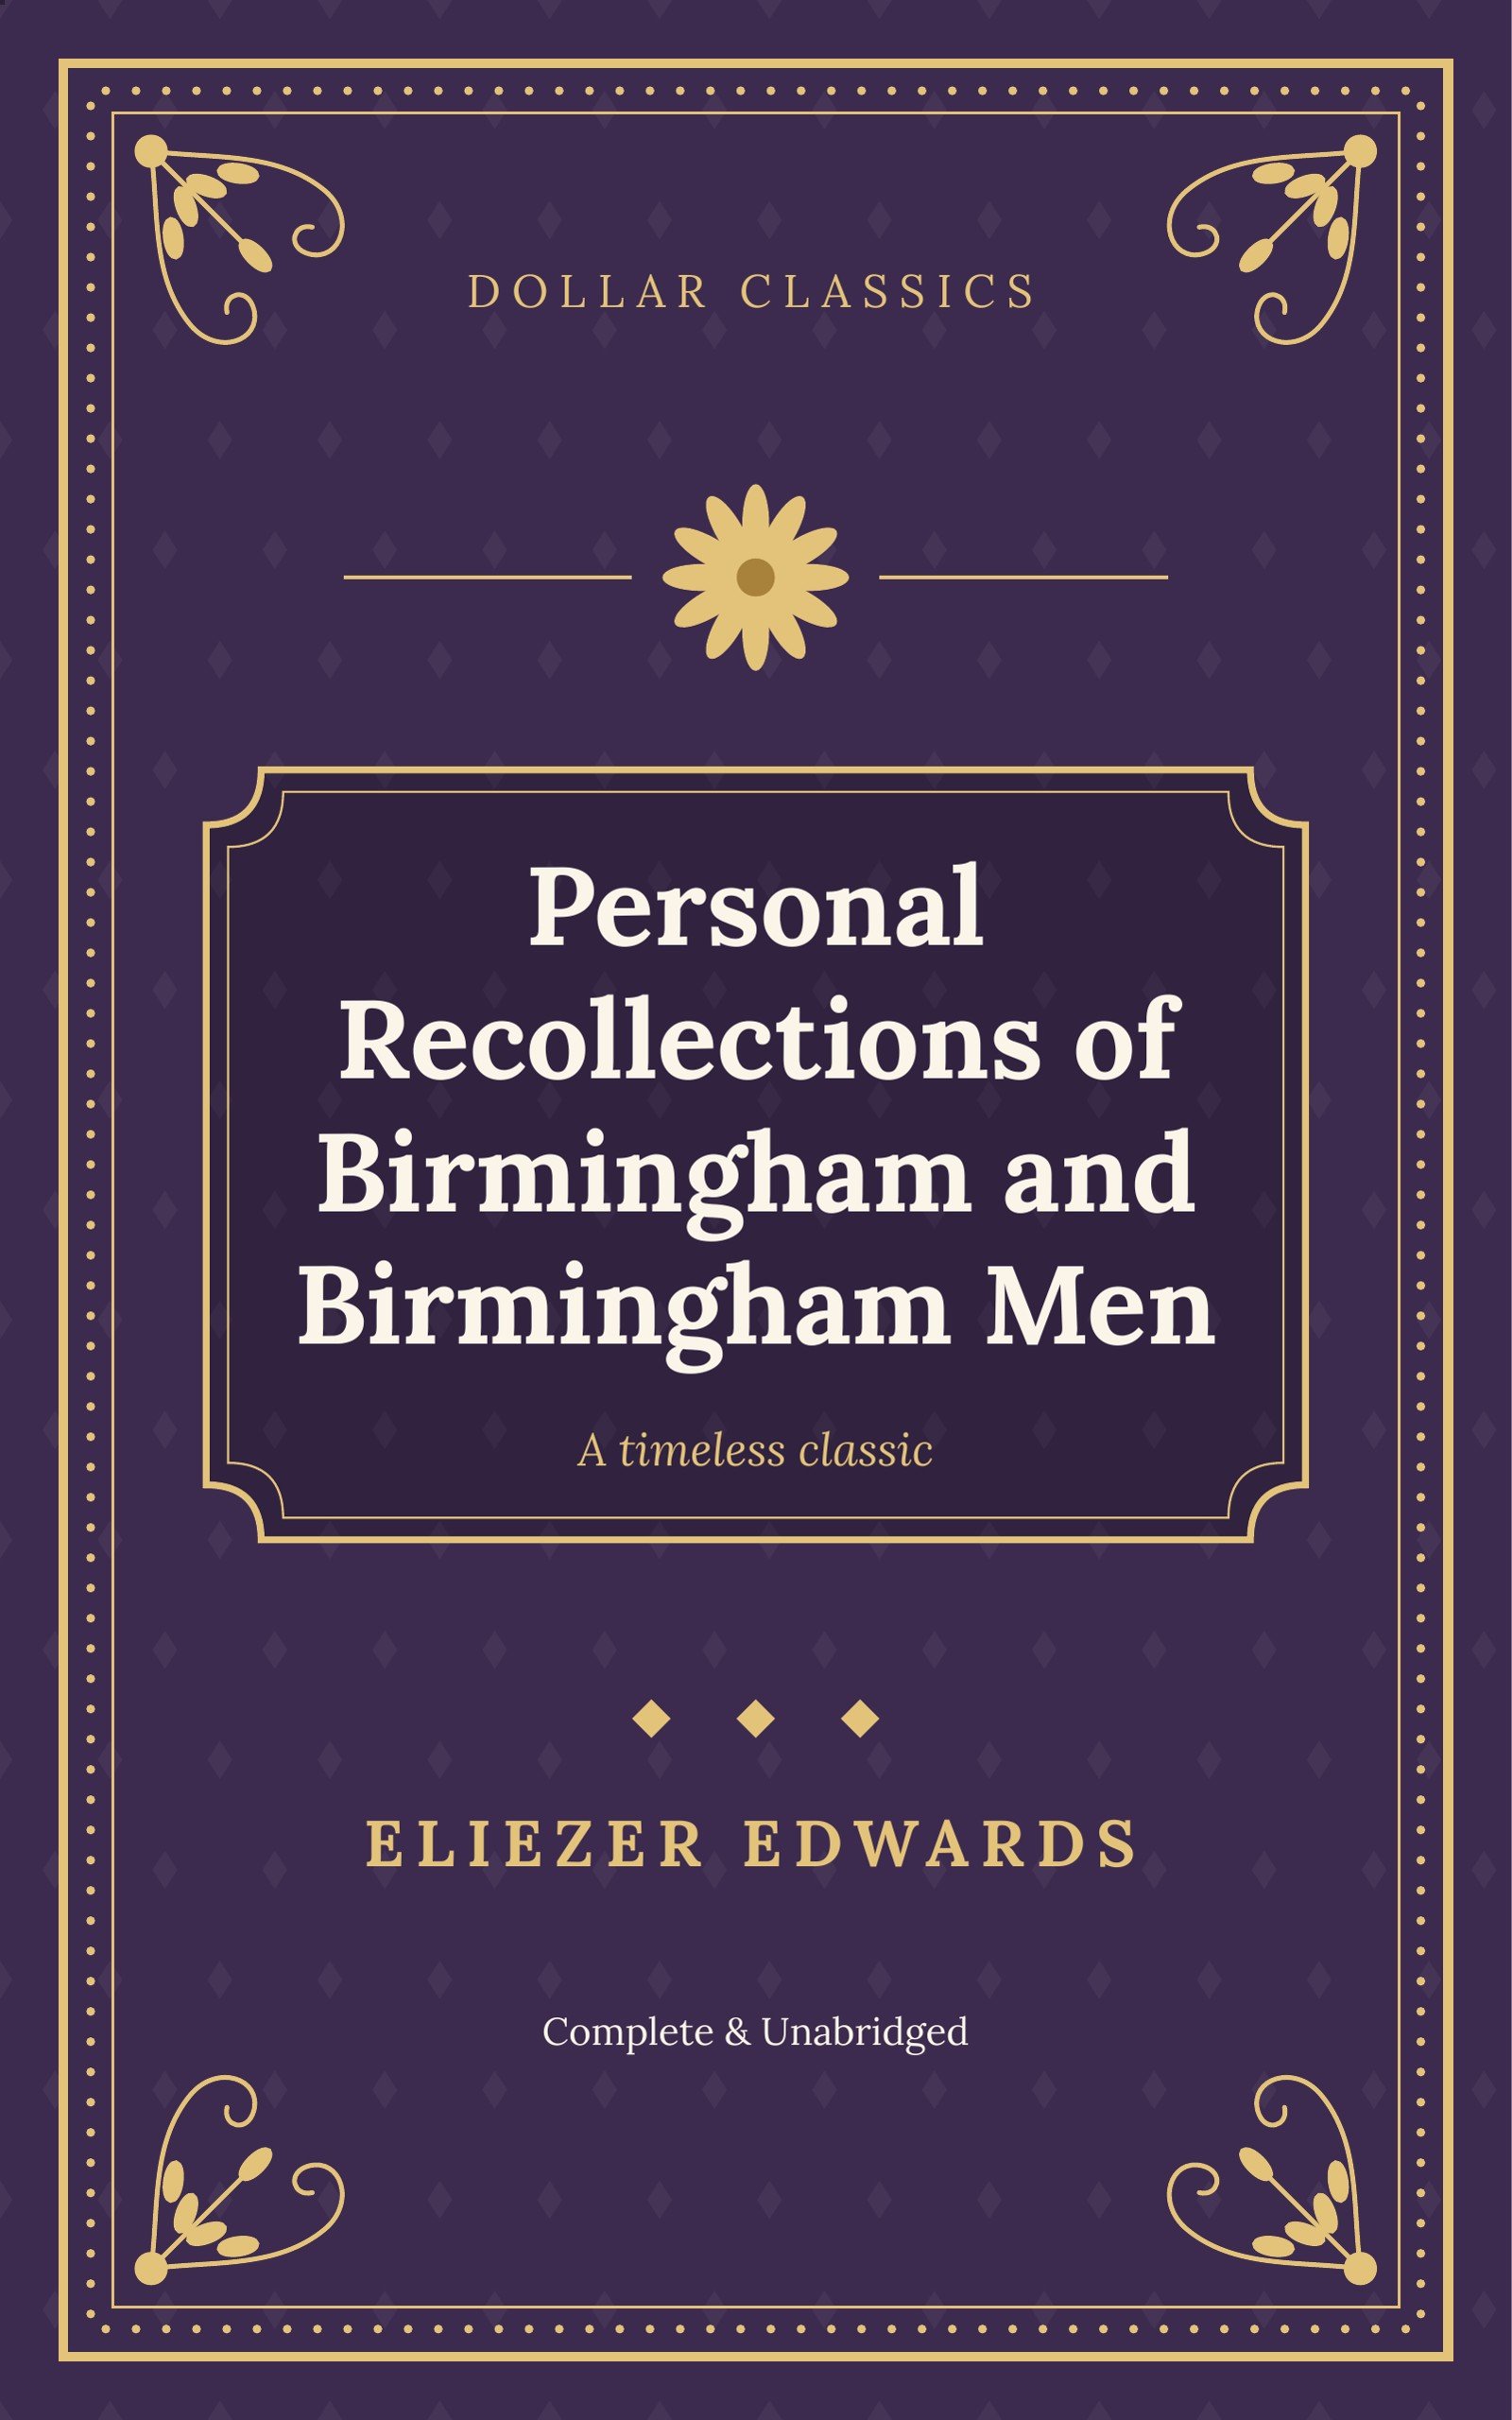 DOLLAR CLASSICS
Personal
Recollections of
Birmingham and
Birmingham Men
A timeless classic
ELIEZER EDWARDS
Complete & Unabridged